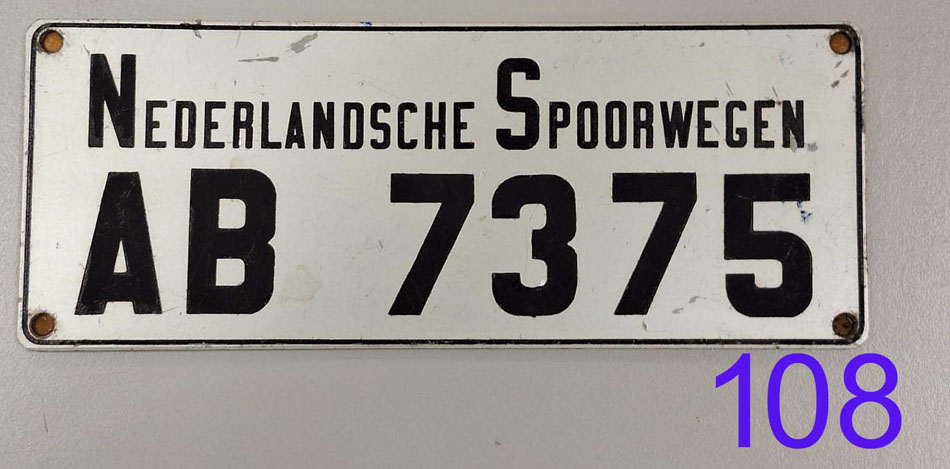 NEDERLANDSCHE SPOORWEGEN
AB 7375
108